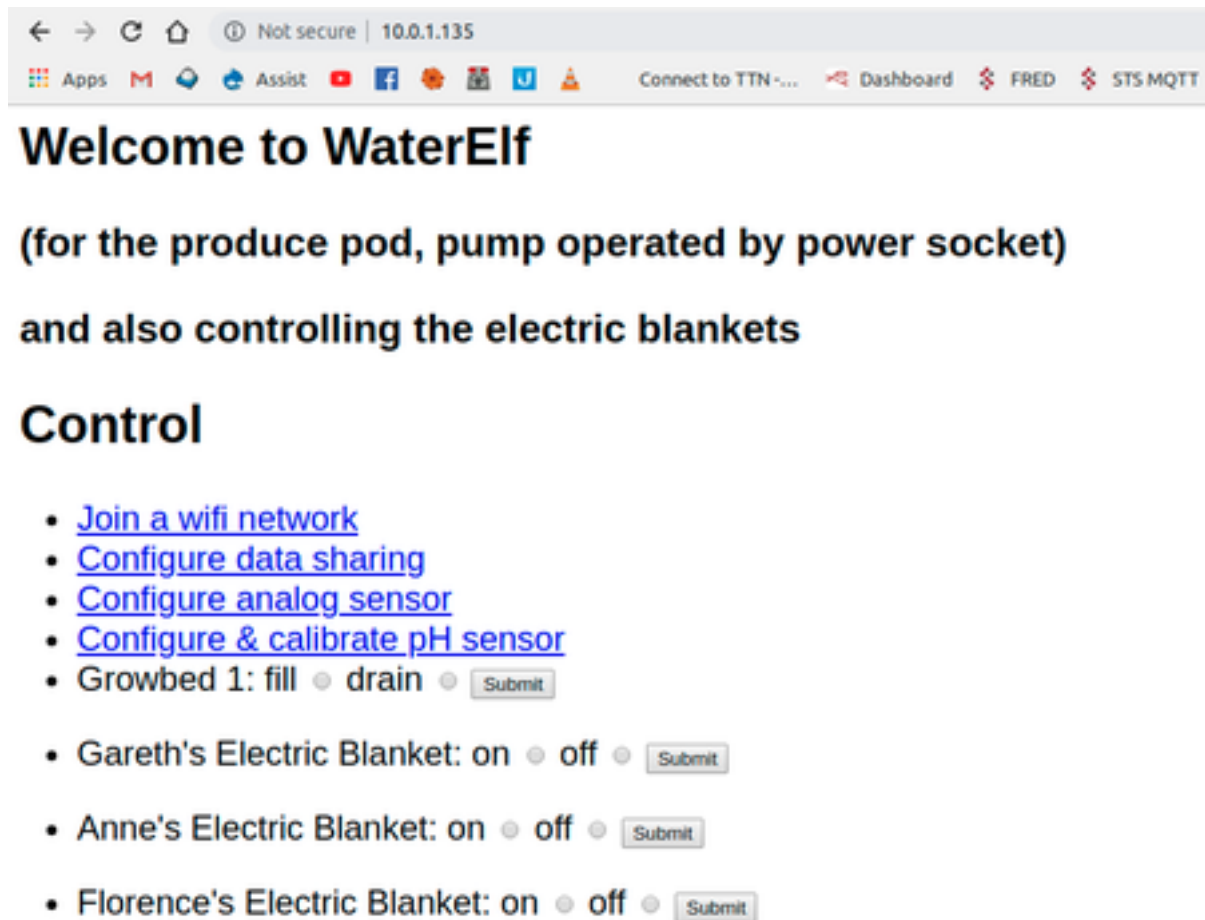 Not secure | 10.0.1.135
Apps Assist Connect to TTN -... Dashboard FRED STS MQTT
Welcome to WaterElf
(for the produce pod, pump operated by power socket)
and also controlling the electric blankets
Control
• Join a wifi network
• Configure data sharing
• Configure analog sensor
• Configure & calibrate pH sensor
• Growbed 1: fill drain Submit
• Gareth's Electric Blanket: on off Submit
• Anne's Electric Blanket: on off Submit
• Florence's Electric Blanket: on off Submit